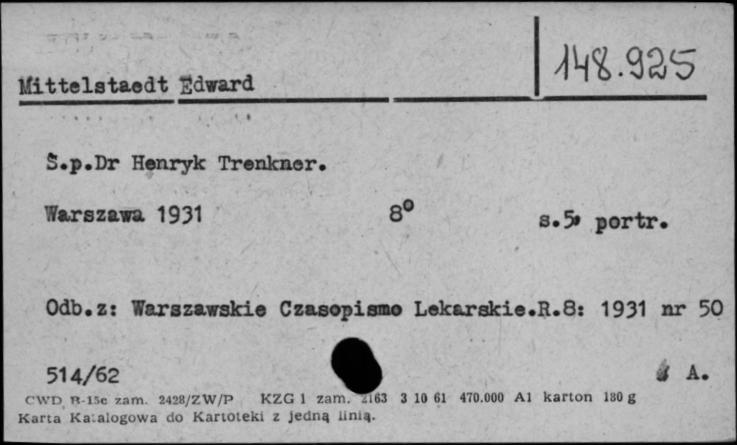 148.925
Mittelstaedt Edward
Ś.p.Dr Henryk Trenkner.
Warszawa 1931 8° s.5, portr.
Odb.z: Warszawskie Czasopismo Lekarskie.R.8: 1931 nr 50
514/62 A.
CWD B-15c zam. 2428/ZW/P KZG 1 zam. 2163 3 10 61 470.000 A1 karton 180 g
Karta Katalogowa do Kartoteki z jedną linią.